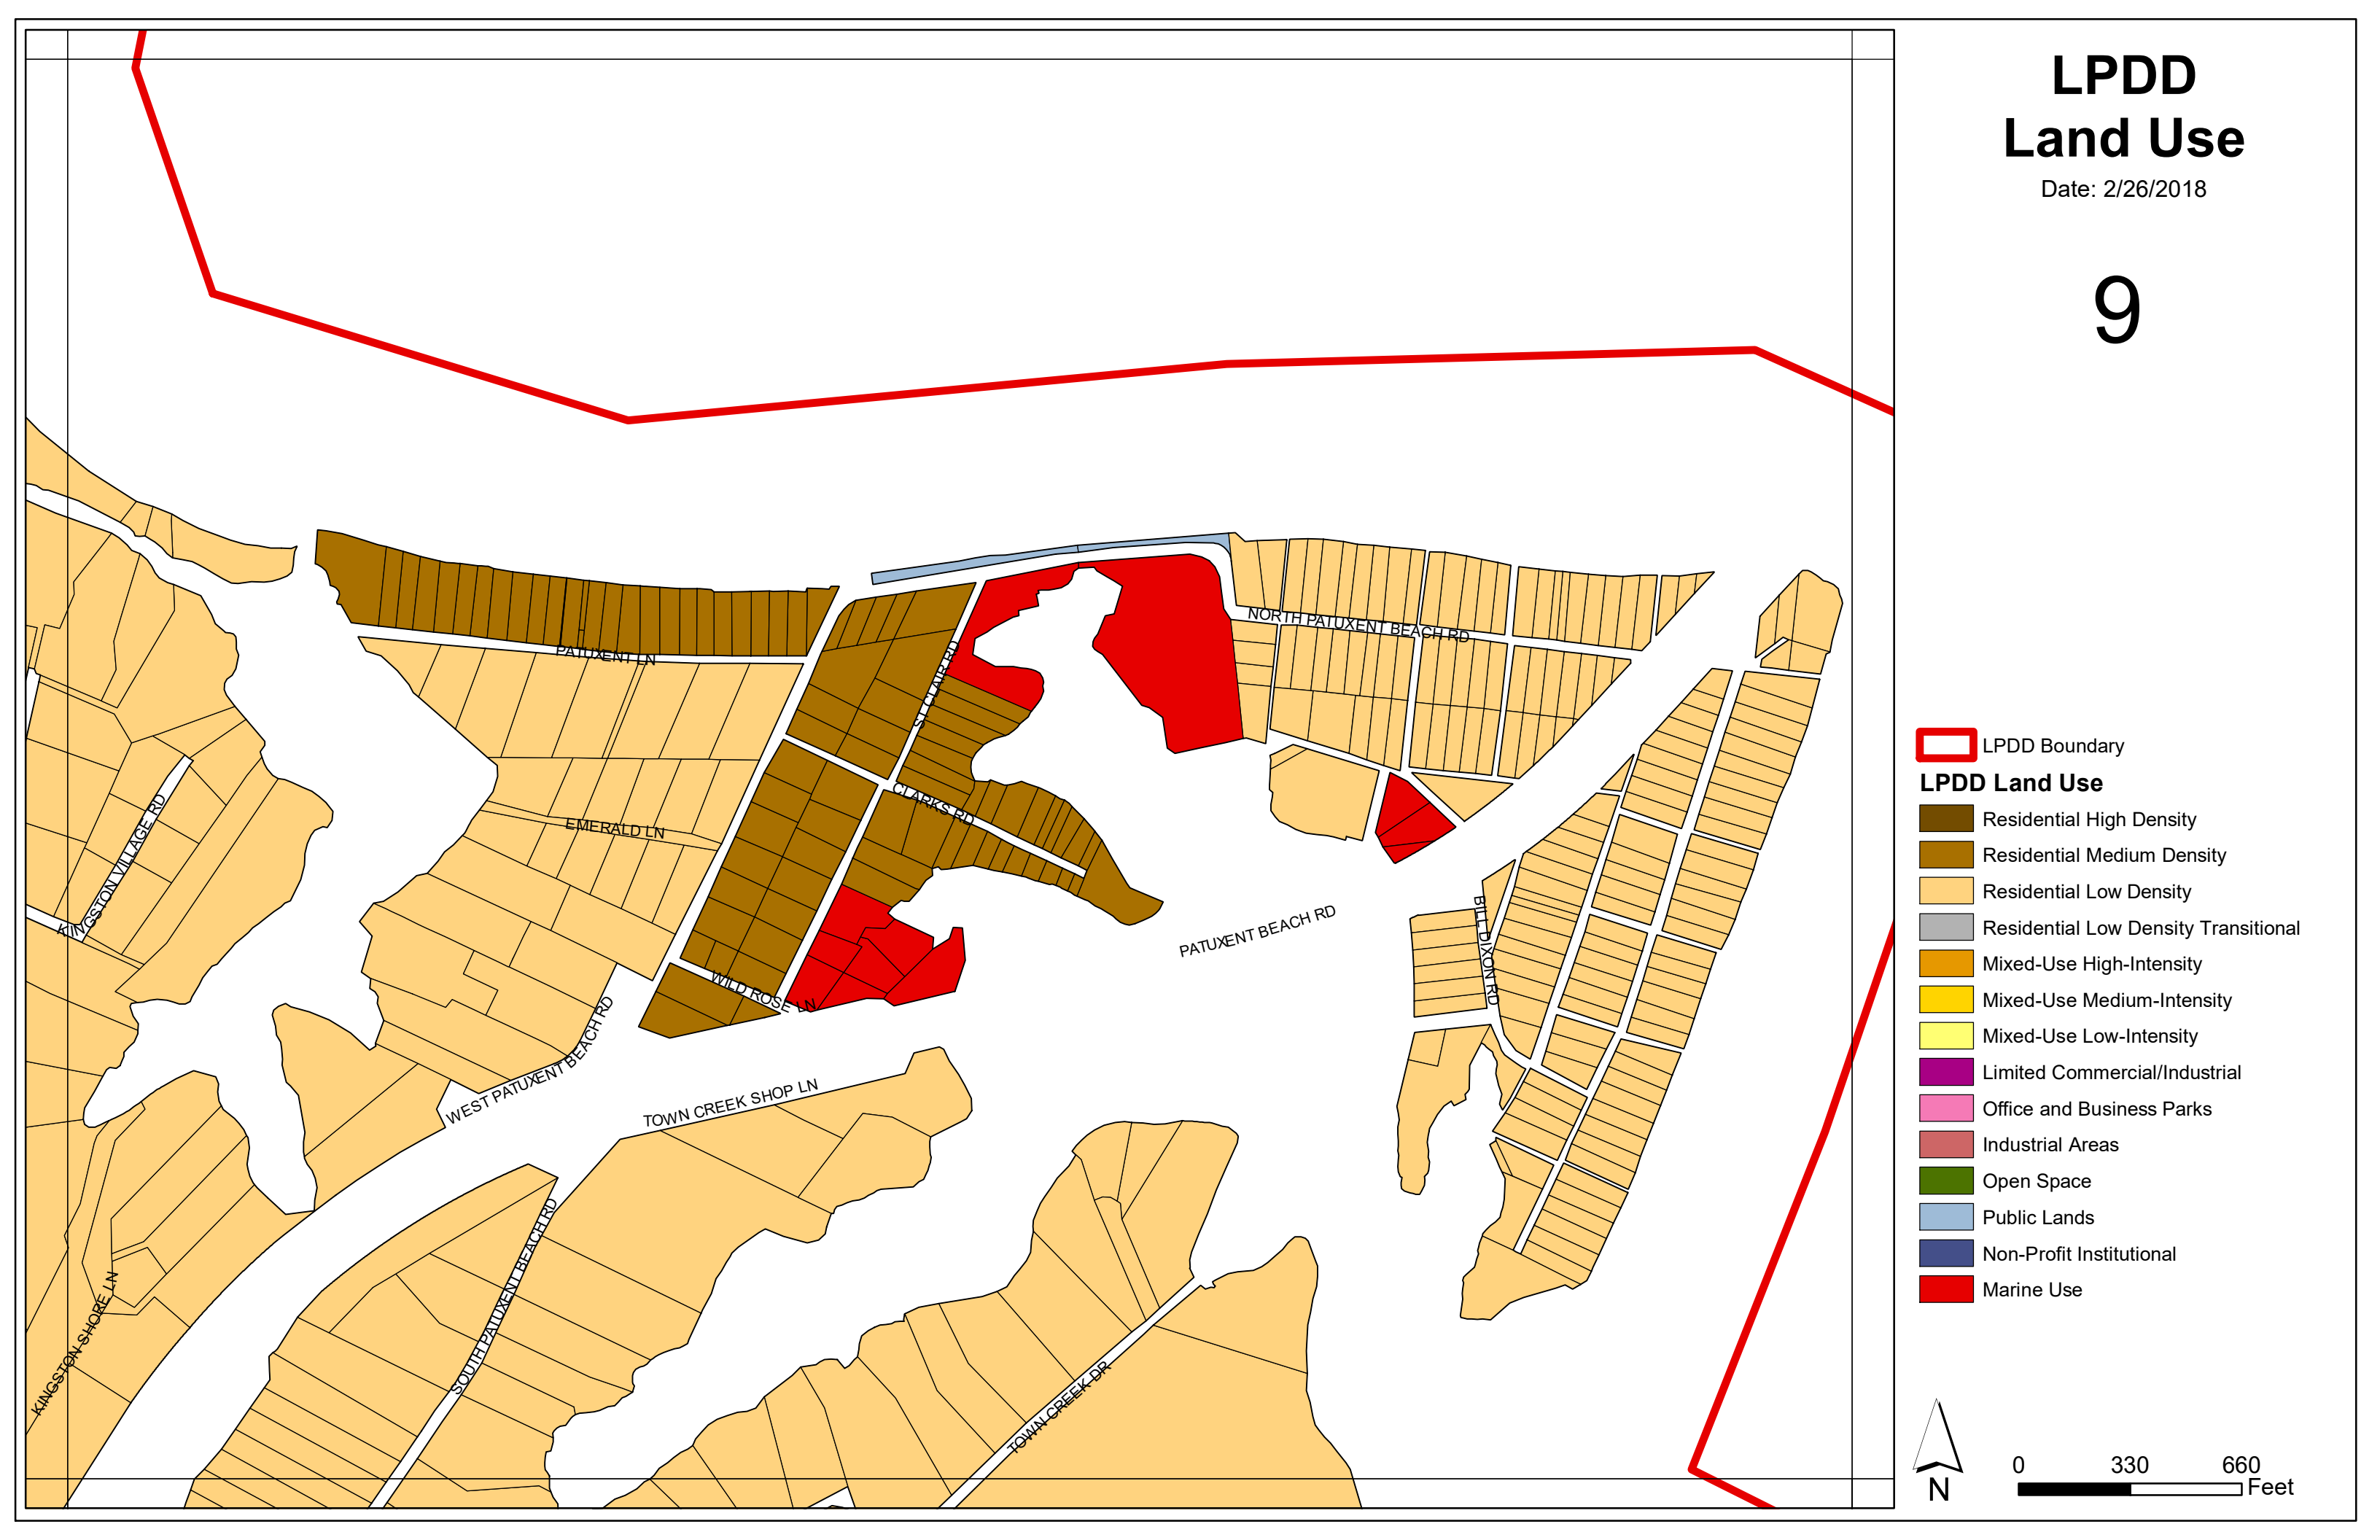 LPDD
Land Use
Date: 2/26/2018
9
NORTH PATUXENT BEACH RD
PATUXENT LN
ST CLAIR RD
CLARKS RD
EMERALD LN
KINGSTON VILLAGE RD
PATUXENT BEACH RD
BILL DIXON RD
WILD ROSE LN
WEST PATUXENT BEACH RD
TOWN CREEK SHOP LN
SOUTH PATUXENT BEACH RD
KINGSTON SHORE LN
TOWN CREEK DR
LPDD Boundary
LPDD Land Use
Residential High Density
Residential Medium Density
Residential Low Density
Residential Low Density Transitional
Mixed-Use High-Intensity
Mixed-Use Medium-Intensity
Mixed-Use Low-Intensity
Limited Commercial/Industrial
Office and Business Parks
Industrial Areas
Open Space
Public Lands
Non-Profit Institutional
Marine Use
N
0 330 660
Feet